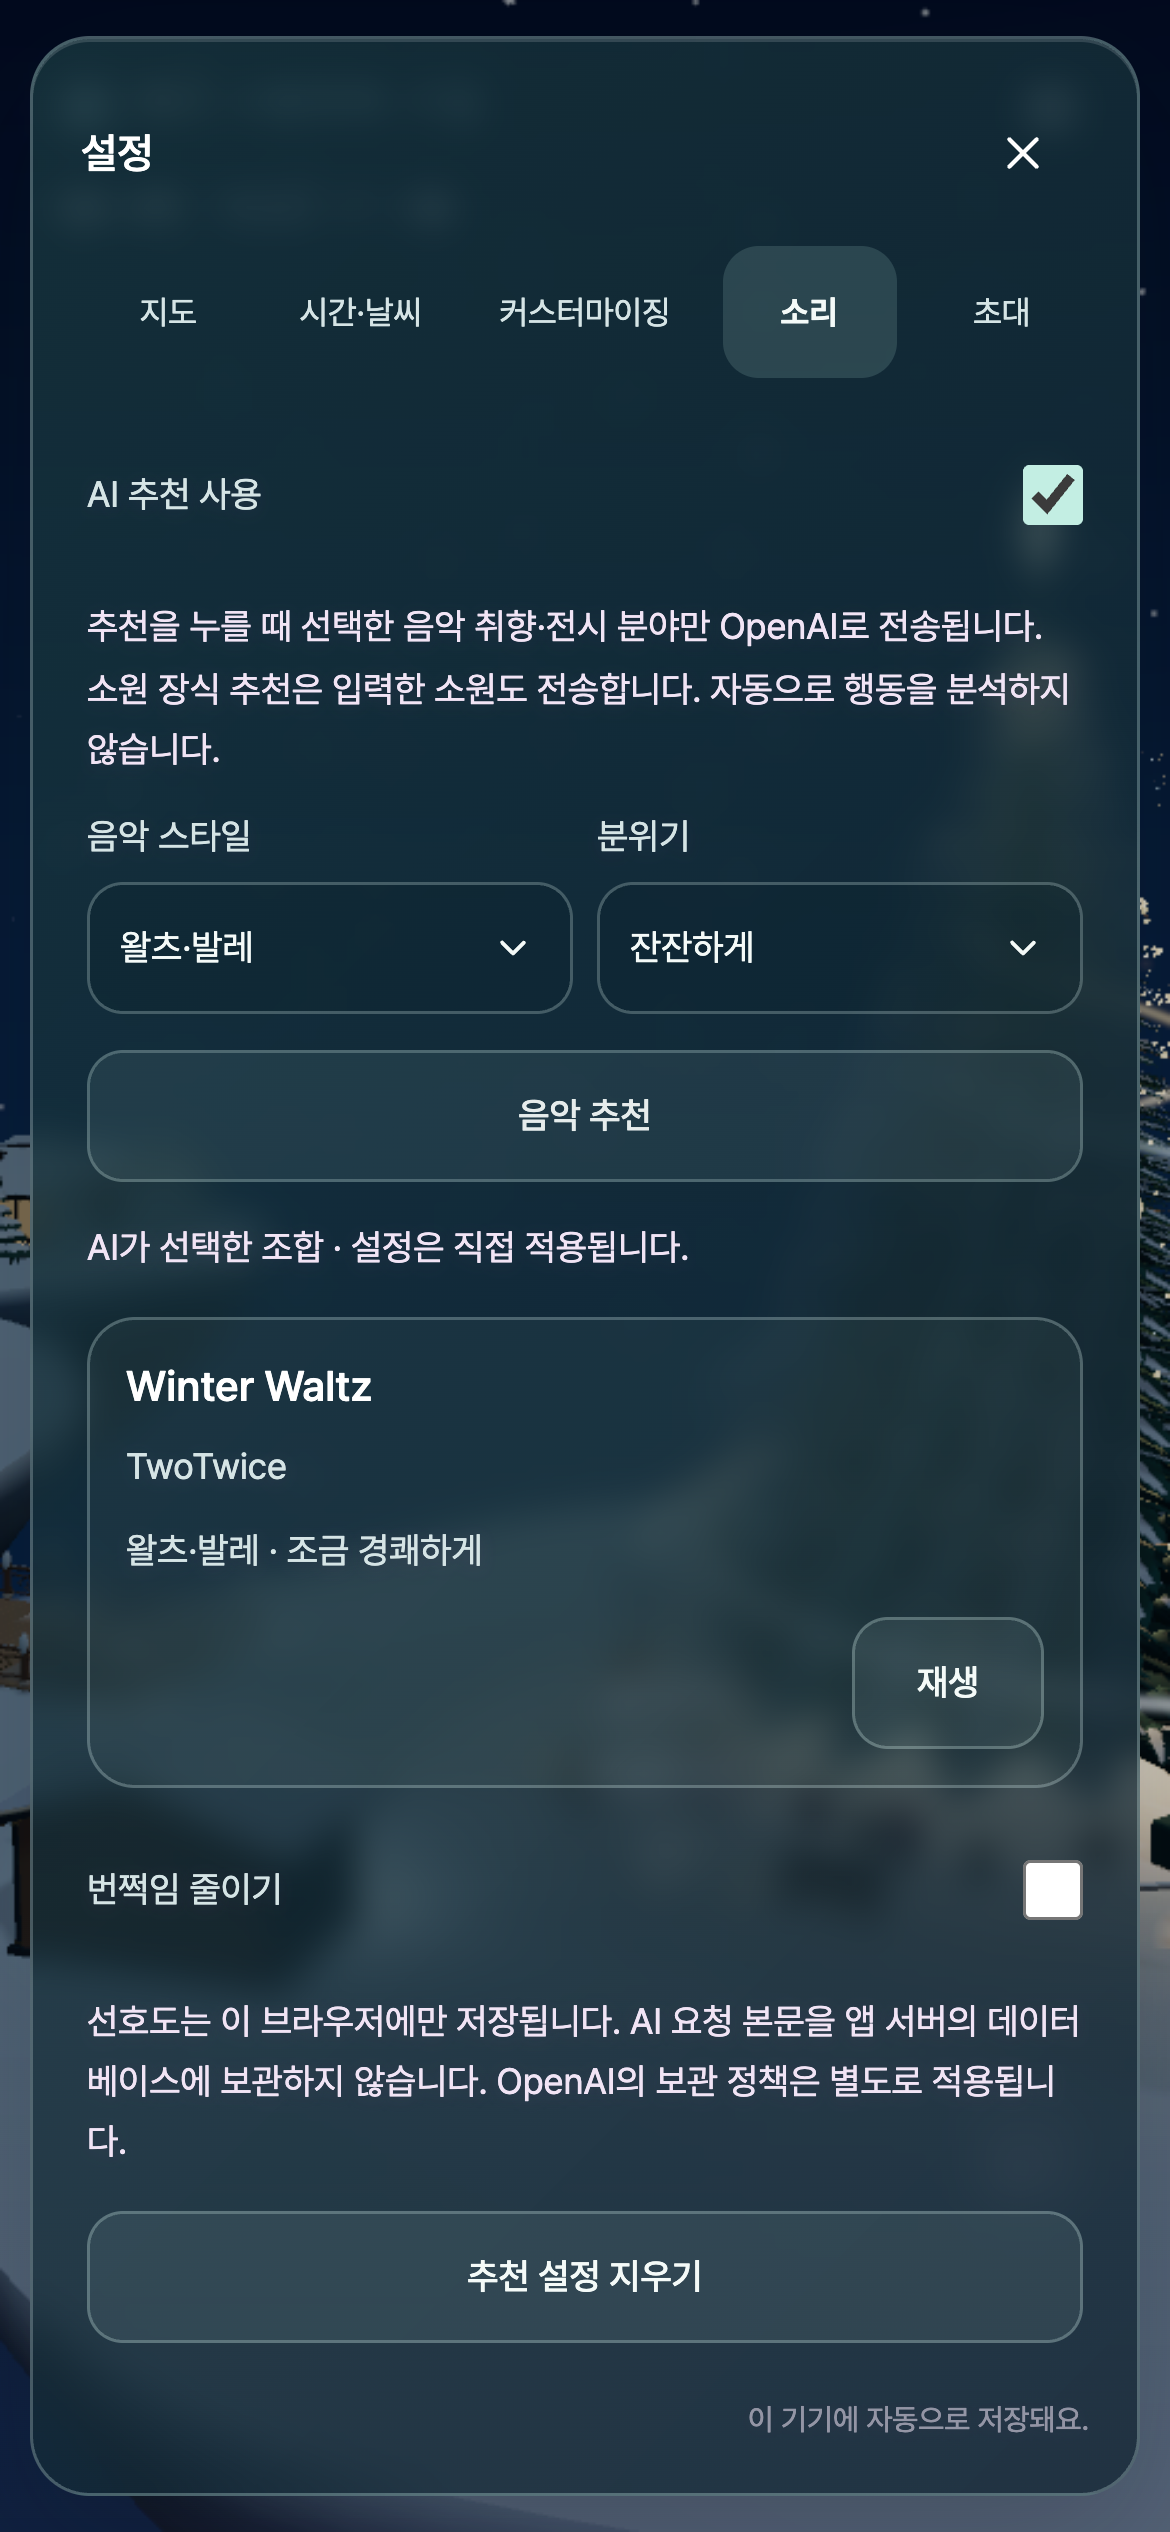 설정
지도
시간·날씨
커스터마이징
소리
초대
AI 추천 사용
추천을 누를 때 선택한 음악 취향·전시 분야만 OpenAI로 전송됩니다.
소원 장식 추천은 입력한 소원도 전송합니다. 자동으로 행동을 분석하지
않습니다.
음악 스타일
분위기
왈츠·발레
잔잔하게
음악 추천
AI가 선택한 조합 · 설정은 직접 적용됩니다.
Winter Waltz
TwoTwice
왈츠·발레 · 조금 경쾌하게
재생
번쩍임 줄이기
선호도는 이 브라우저에만 저장됩니다. AI 요청 본문을 앱 서버의 데이터
베이스에 보관하지 않습니다. OpenAI의 보관 정책은 별도로 적용됩니
다.
추천 설정 지우기
이 기기에 자동으로 저장돼요.